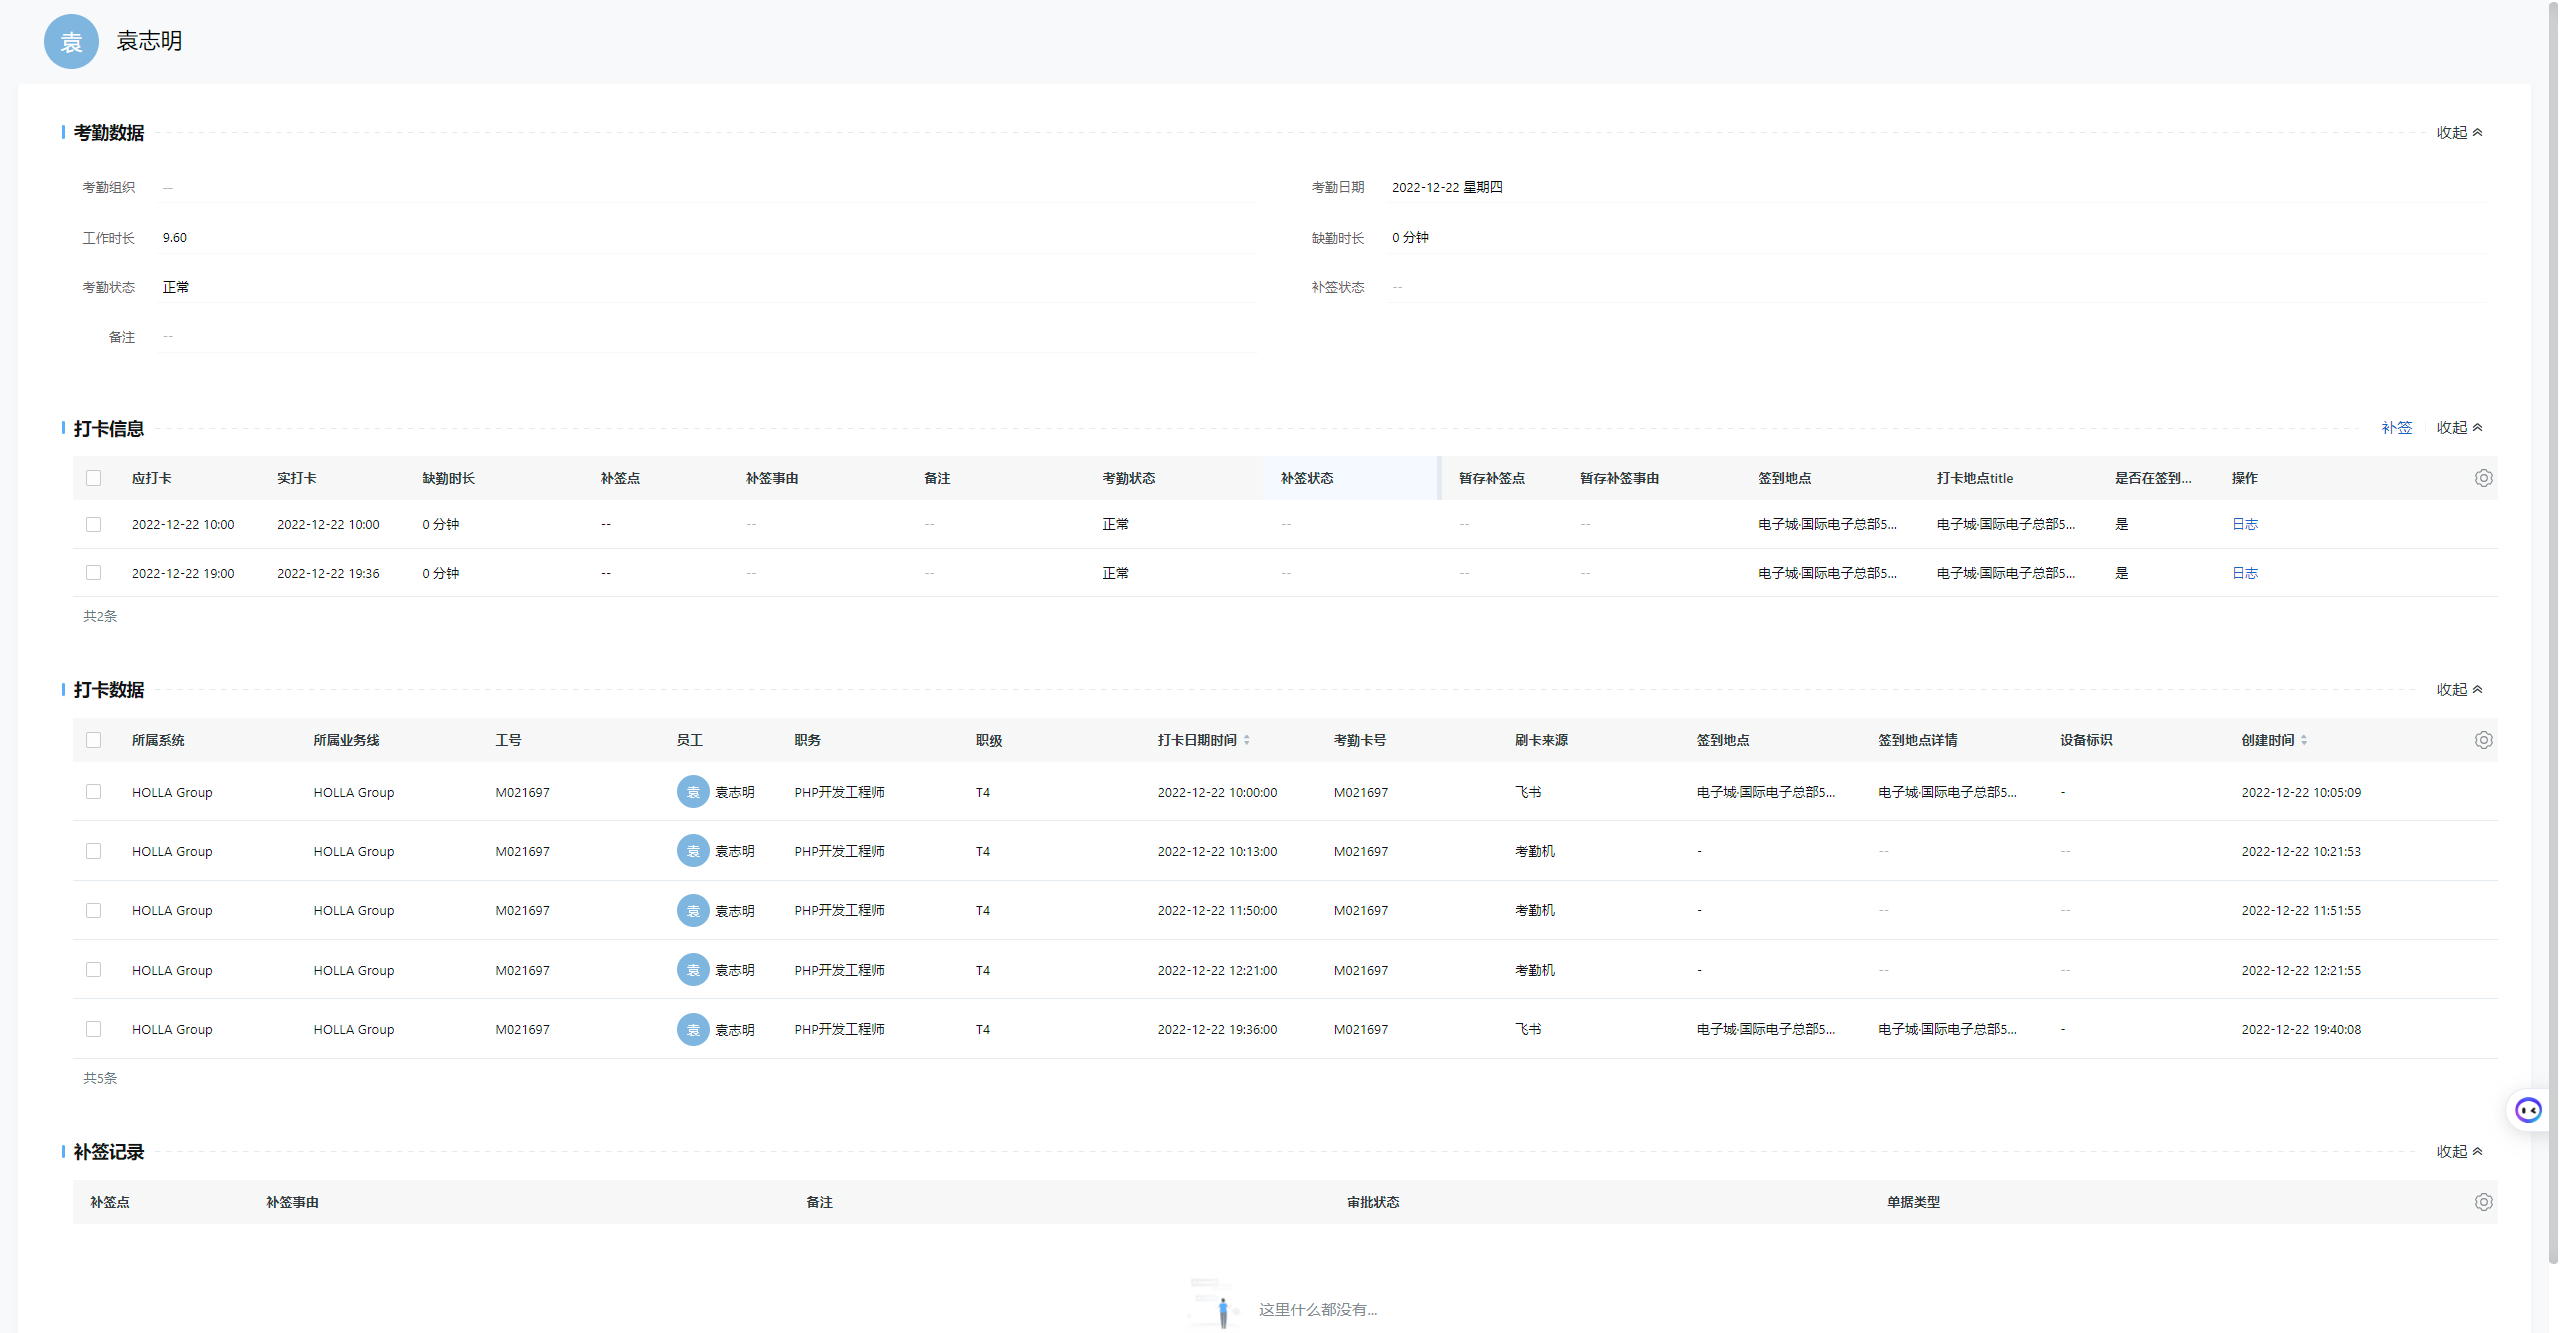 袁 袁志明
考勤数据 收起
考勤组织 -- 考勤日期 2022-12-22 星期四
工作时长 9.60 缺勤时长 0 分钟
考勤状态 正常 补签状态 --
备注 --
打卡信息 补签 收起
应打卡 实打卡 缺勤时长 补签点 补签事由 备注 考勤状态 补签状态 暂存补签点 暂存补签事由 签到地点 打卡地点title 是否在签到... 操作
2022-12-22 10:00 2022-12-22 10:00 0 分钟 -- -- -- 正常 -- -- -- 电子城·国际电子总部5... 电子城·国际电子总部5... 是 日志
2022-12-22 19:00 2022-12-22 19:36 0 分钟 -- -- -- 正常 -- -- -- 电子城·国际电子总部5... 电子城·国际电子总部5... 是 日志
共2条
打卡数据 收起
所属系统 所属业务线 工号 员工 职务 职级 打卡日期时间 考勤卡号 刷卡来源 签到地点 签到地点详情 设备标识 创建时间
HOLLA Group HOLLA Group M021697 袁 袁志明 PHP开发工程师 T4 2022-12-22 10:00:00 M021697 飞书 电子城·国际电子总部5... 电子城·国际电子总部5... - 2022-12-22 10:05:09
HOLLA Group HOLLA Group M021697 袁 袁志明 PHP开发工程师 T4 2022-12-22 10:13:00 M021697 考勤机 - -- -- 2022-12-22 10:21:53
HOLLA Group HOLLA Group M021697 袁 袁志明 PHP开发工程师 T4 2022-12-22 11:50:00 M021697 考勤机 - -- -- 2022-12-22 11:51:55
HOLLA Group HOLLA Group M021697 袁 袁志明 PHP开发工程师 T4 2022-12-22 12:21:00 M021697 考勤机 - -- -- 2022-12-22 12:21:55
HOLLA Group HOLLA Group M021697 袁 袁志明 PHP开发工程师 T4 2022-12-22 19:36:00 M021697 飞书 电子城·国际电子总部5... 电子城·国际电子总部5... - 2022-12-22 19:40:08
共5条
补签记录 收起
补签点 补签事由 备注 审批状态 单据类型
这里什么都没有...